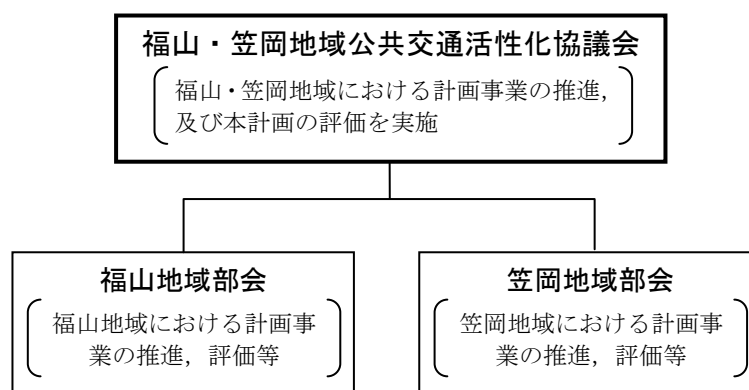 福山・笠岡地域公共交通活性化協議会
福山・笠岡地域における計画事業の推進，
及び本計画の評価を実施
福山地域部会
福山地域における計画事
業の推進，評価等
笠岡地域部会
笠岡地域における計画事
業の推進，評価等